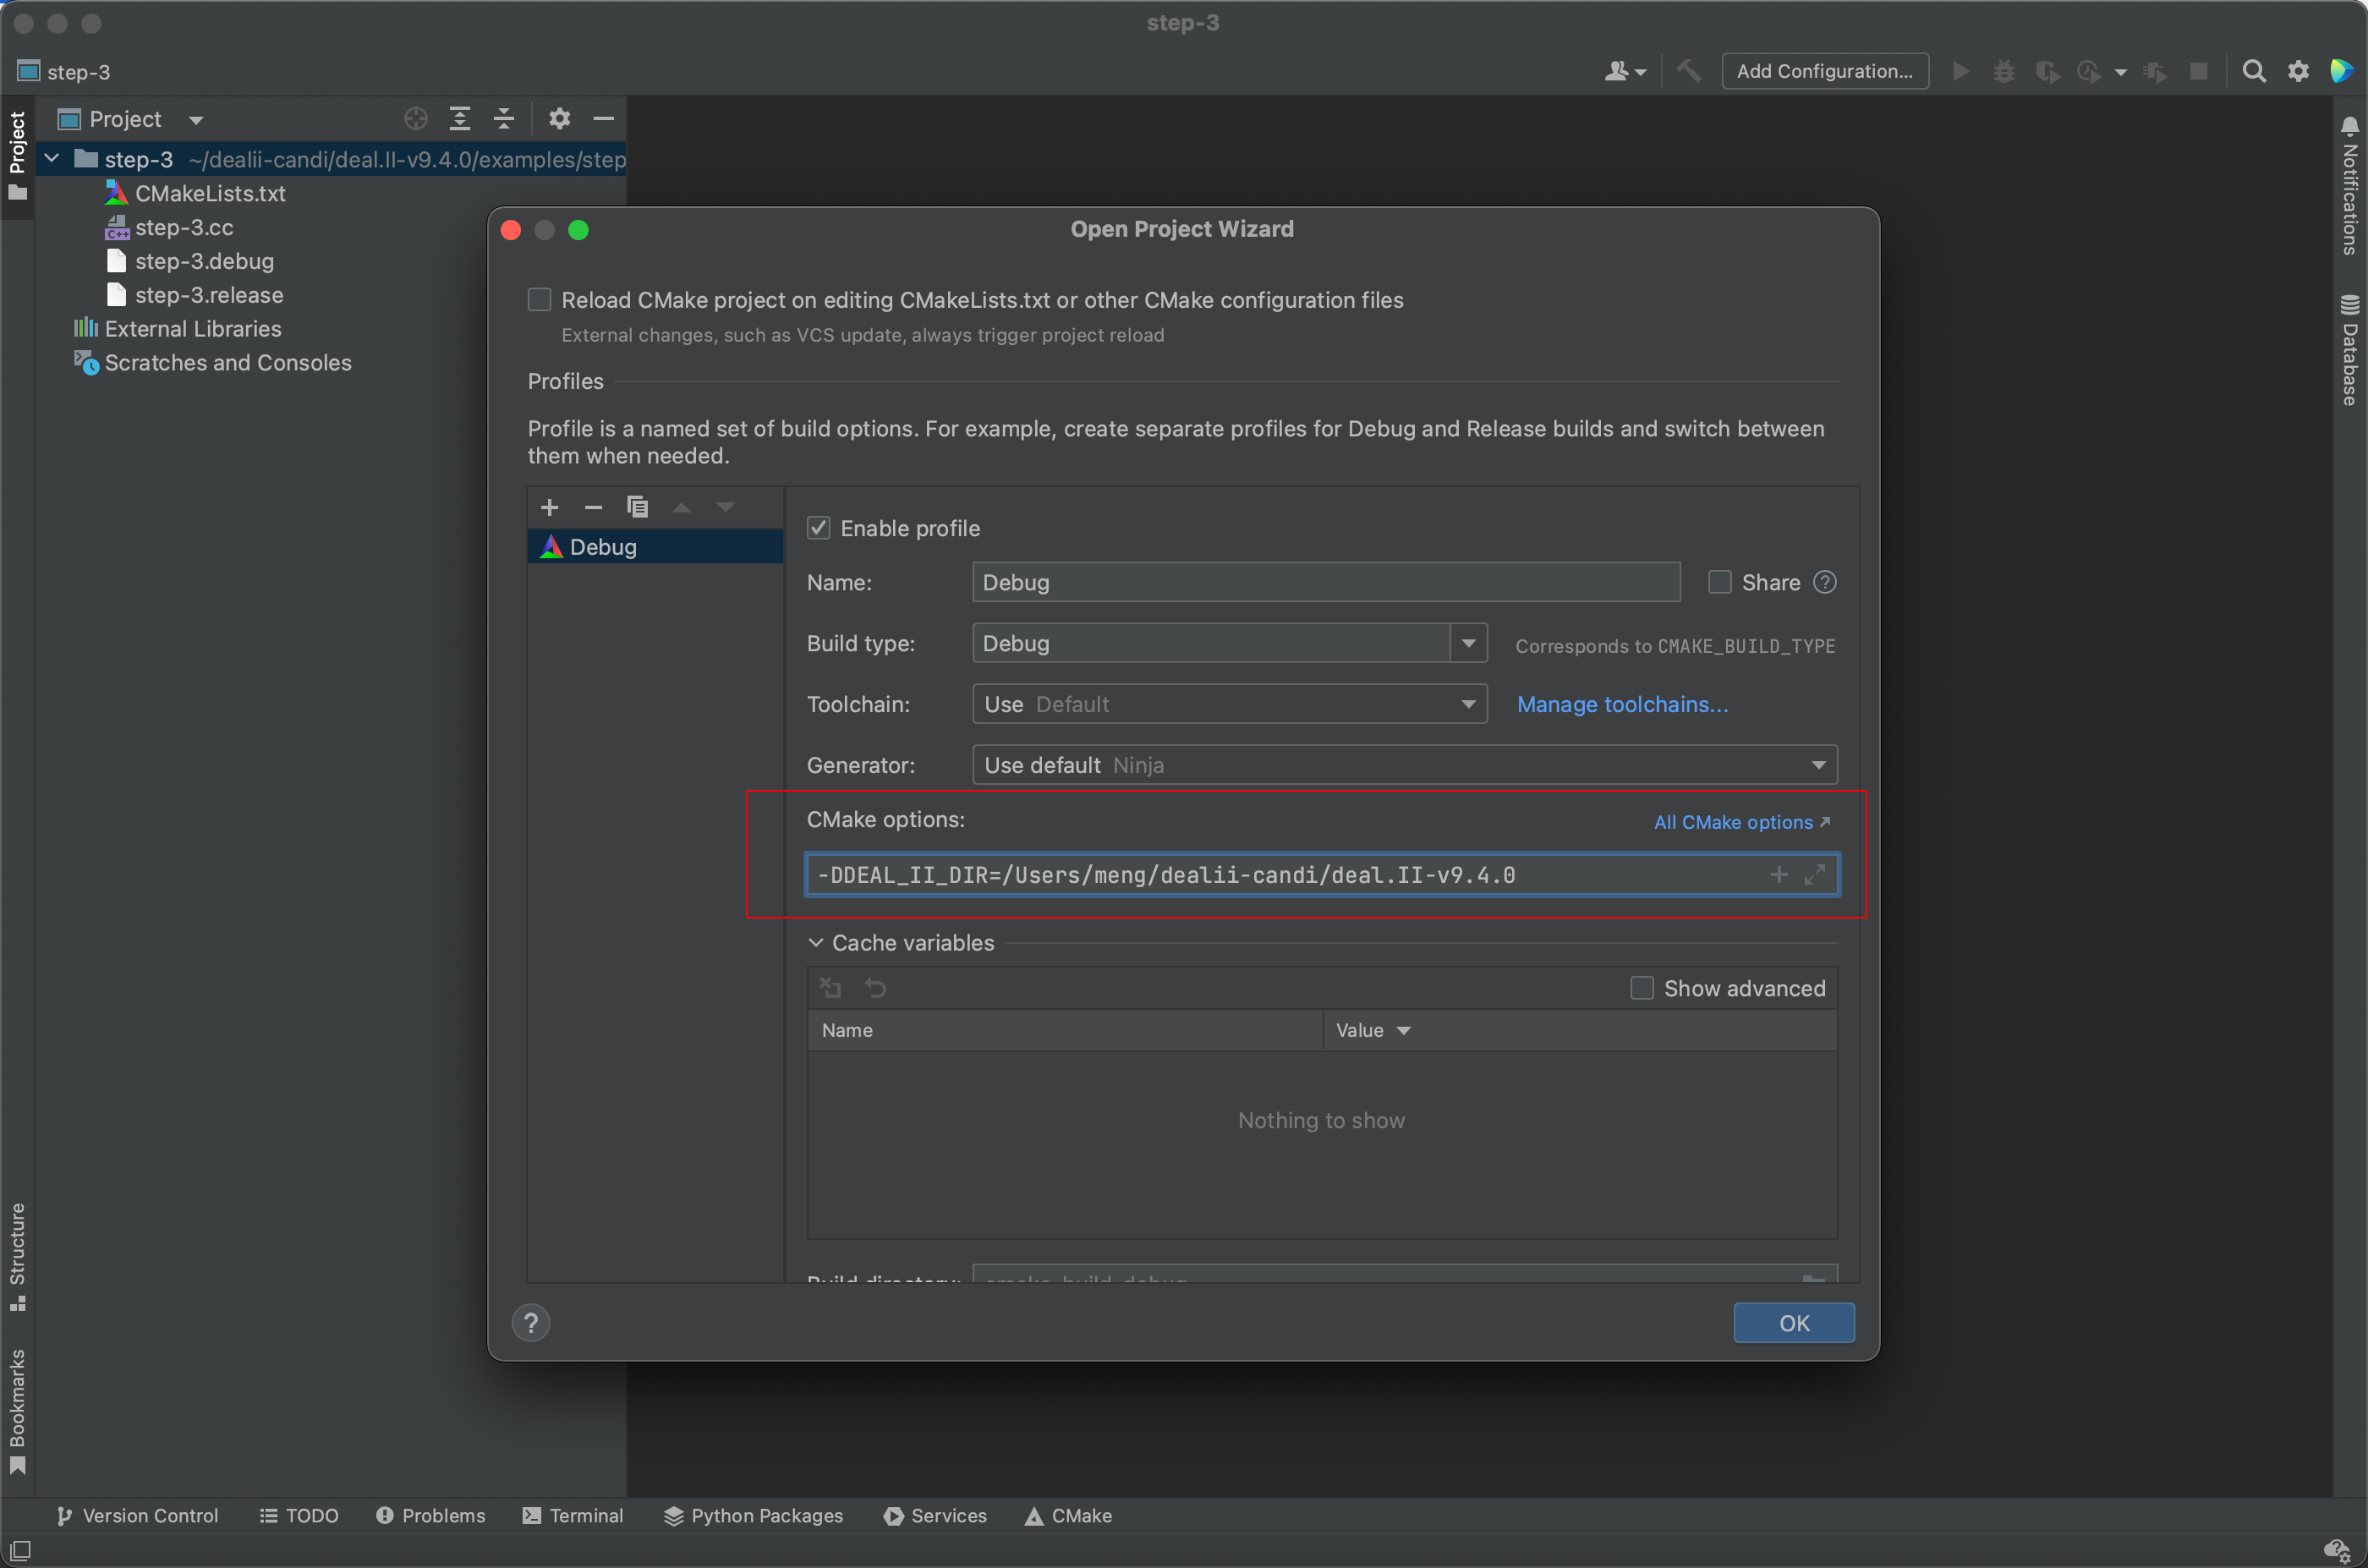 step-3
step-3
Add Configuration...
Project
Project
step-3 ~/dealii-candi/deal.II-v9.4.0/examples/step
CMakeLists.txt
step-3.cc
step-3.debug
step-3.release
External Libraries
Scratches and Consoles
Notifications
Database
Open Project Wizard
Reload CMake project on editing CMakeLists.txt or other CMake configuration files
External changes, such as VCS update, always trigger project reload
Profiles
Profile is a named set of build options. For example, create separate profiles for Debug and Release builds and switch between
them when needed.
Debug
Enable profile
Name: Debug Share ?
Build type: Debug Corresponds to CMAKE_BUILD_TYPE
Toolchain: Use Default Manage toolchains...
Generator: Use default Ninja
CMake options: All CMake options
-DDEAL_II_DIR=/Users/meng/dealii-candi/deal.II-v9.4.0
Cache variables
Show advanced
Name Value
Nothing to show
Build directory: cmake-build-debug
? OK
Structure
Bookmarks
Version Control TODO Problems Terminal Python Packages Services CMake